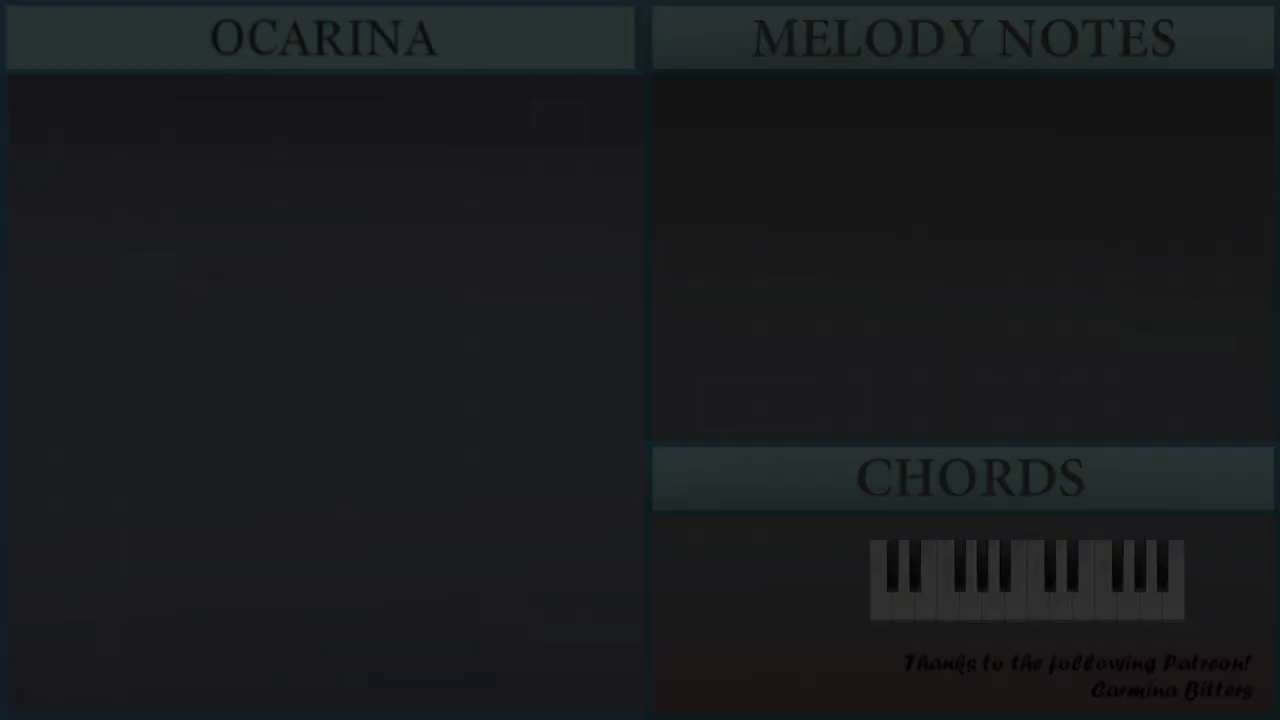 OCARINA
MELODY NOTES
CHORDS
Thanks to the following Patreon!
Carmina Bitters